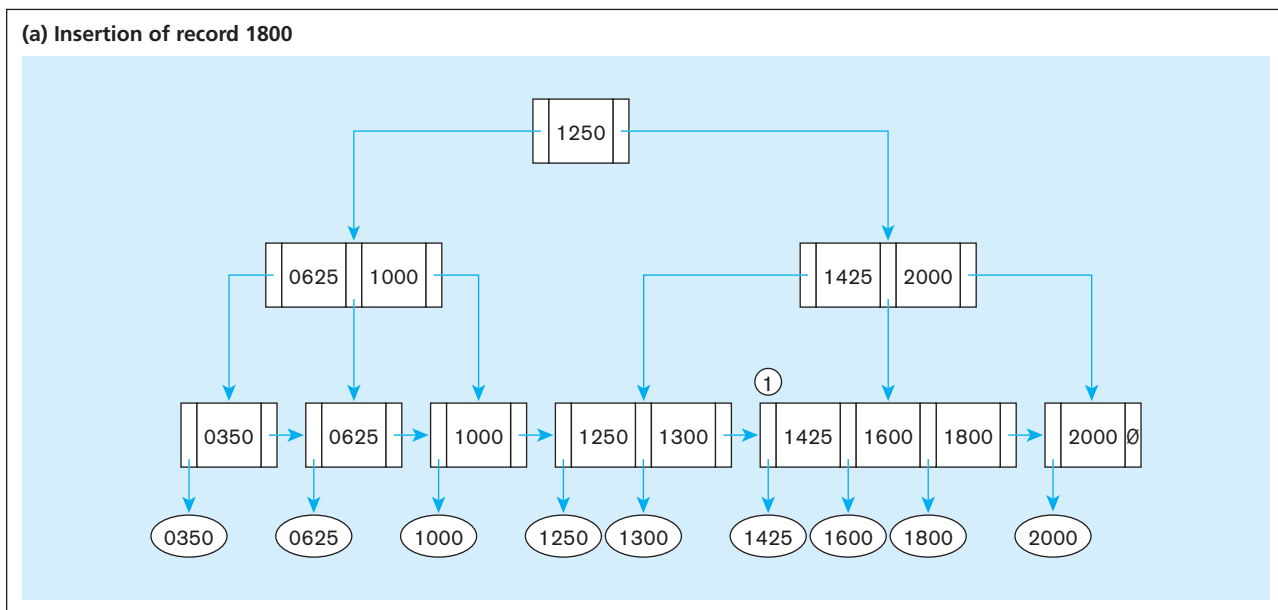 (a) Insertion of record 1800
1250
0625 1000 1425 2000
1
0350 0625 1000 1250 1300 1425 1600 1800 2000 Ø
0350 0625 1000 1250 1300 1425 1600 1800 2000